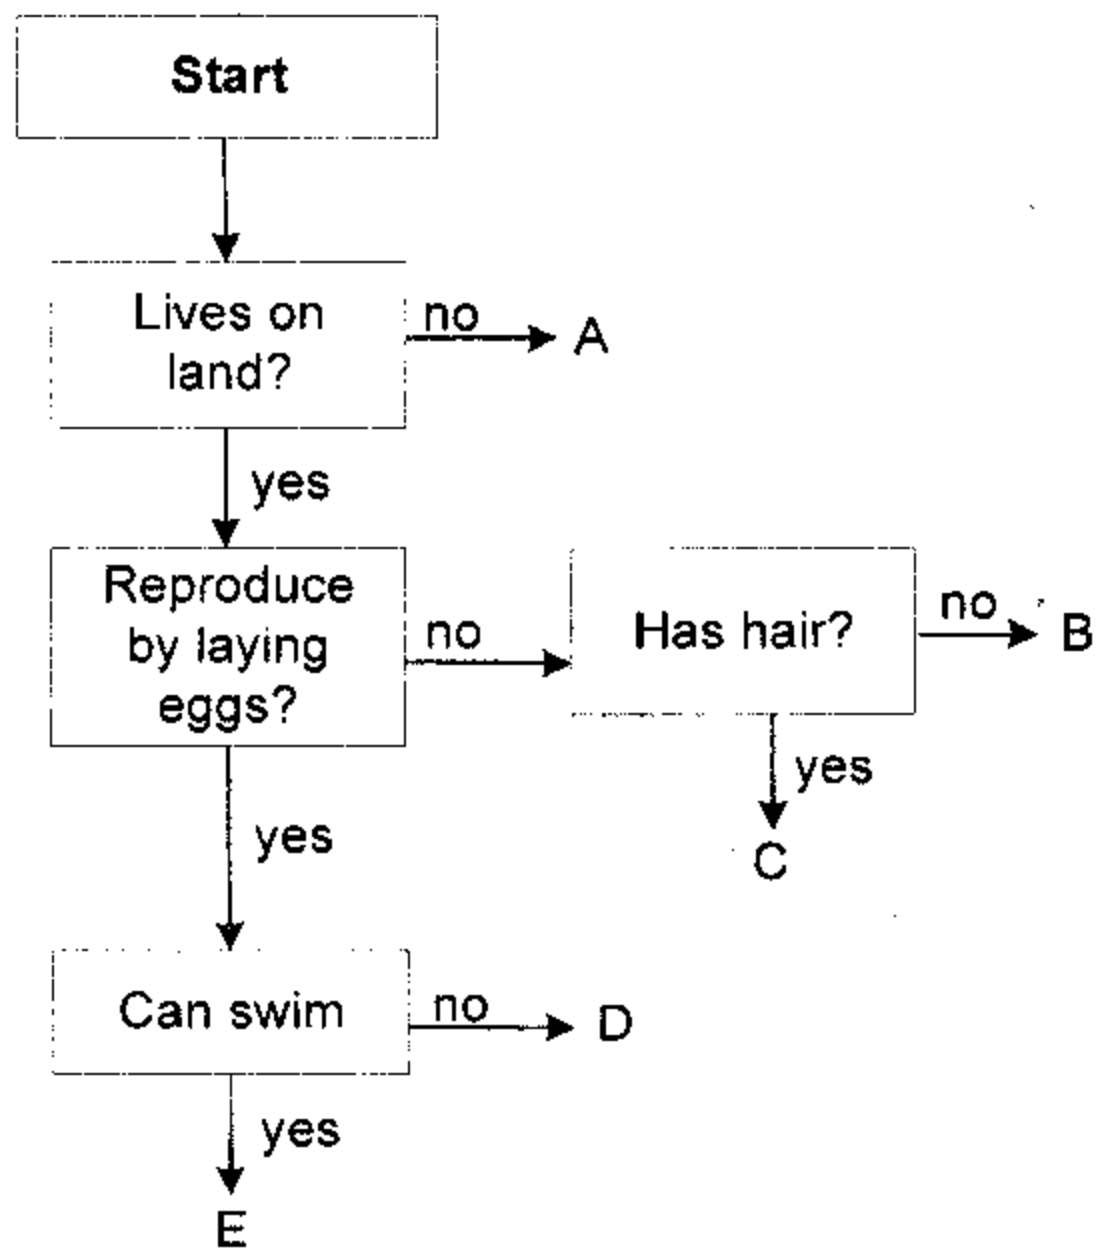 Start
Lives on
land?
no
A
yes
Reproduce
by laying
eggs?
no
Has hair?
no
B
yes
C
yes
Can swim
no
D
yes
E